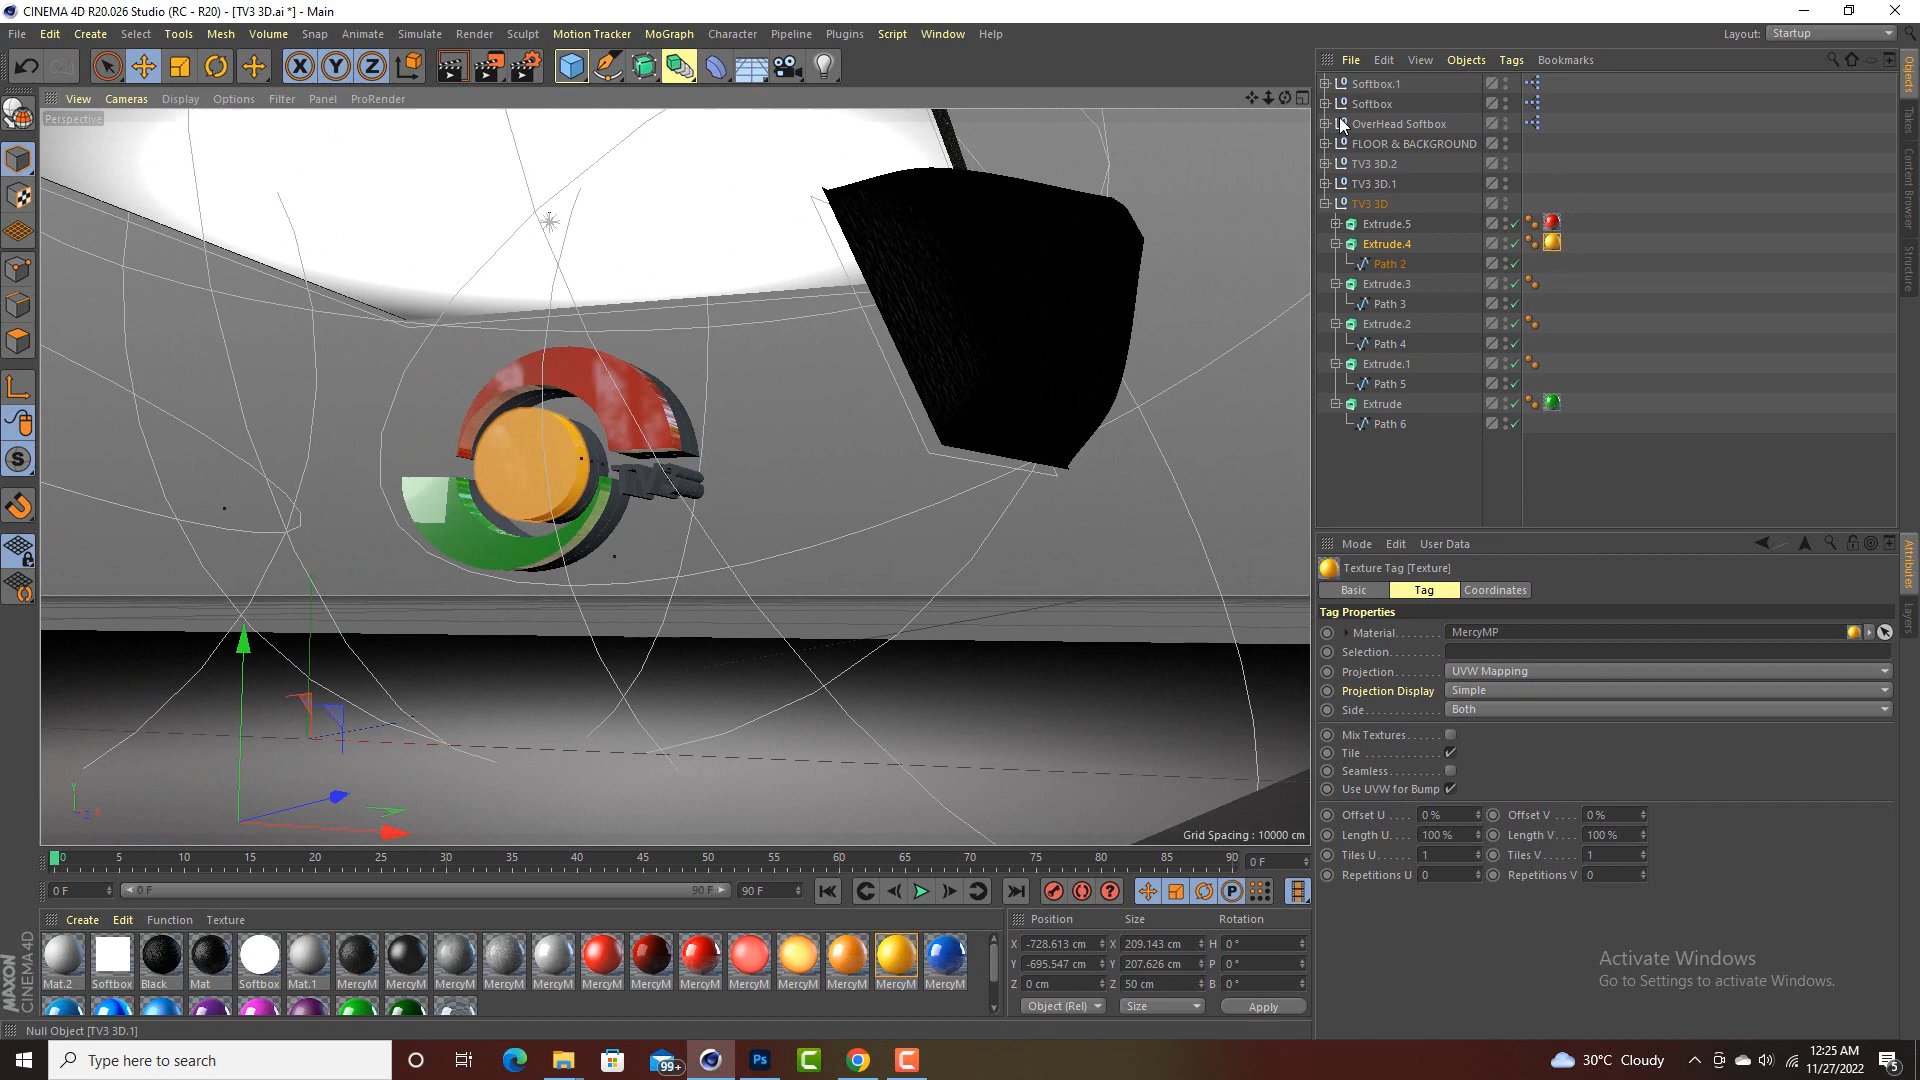 CINEMA 4D R20.026 Studio (RC - R20) - [TV3 3D.ai *] - Main
File Edit Create Select Tools Mesh Volume Snap Animate Simulate Render Sculpt Motion Tracker MoGraph Character Pipeline Plugins Script Window Help
Layout: Startup
View Cameras Display Options Filter Panel ProRender
Perspective
Grid Spacing : 10000 cm
File Edit View Objects Tags Bookmarks
Softbox.1
Softbox
OverHead Softbox
FLOOR & BACKGROUND
TV3 3D.2
TV3 3D.1
TV3 3D
Extrude.5
Extrude.4
Path 2
Extrude.3
Path 3
Extrude.2
Path 4
Extrude.1
Path 5
Extrude
Path 6
Objects
Takes
Content Browser
Structure
Mode Edit User Data
Texture Tag [Texture]
Basic Tag Coordinates
Tag Properties
Material........ MercyMP
Selection......
Projection...... UVW Mapping
Projection Display Simple
Side............ Both
Mix Textures.....
Tile
Seamless........
Use UVW for Bump
Offset U .... 0 % Offset V .... 0 %
Length U.... 100 % Length V.... 100 %
Tiles U...... 1 Tiles V...... 1
Repetitions U 0 Repetitions V 0
Attributes
Layers
0 5 10 15 20 25 30 35 40 45 50 55 60 65 70 75 80 85 90 0 F
0 F 0 F 90 F 90 F
Create Edit Function Texture
Mat.2 Softbox Black Mat Softbox Mat.1 MercyM MercyM MercyM MercyM MercyM MercyM MercyM MercyM MercyM MercyM MercyM MercyM MercyM
Position Size Rotation
X -728.613 cm X 209.143 cm H 0 °
Y -695.547 cm Y 207.626 cm P 0 °
Z 0 cm Z 50 cm B 0 °
Object (Rel) Size Apply
MAXON
CINEMA 4D
Activate Windows
Go to Settings to activate Windows.
Null Object [TV3 3D.1]
Type here to search
99+
Ps
30°C Cloudy
12:25 AM
11/27/2022
5